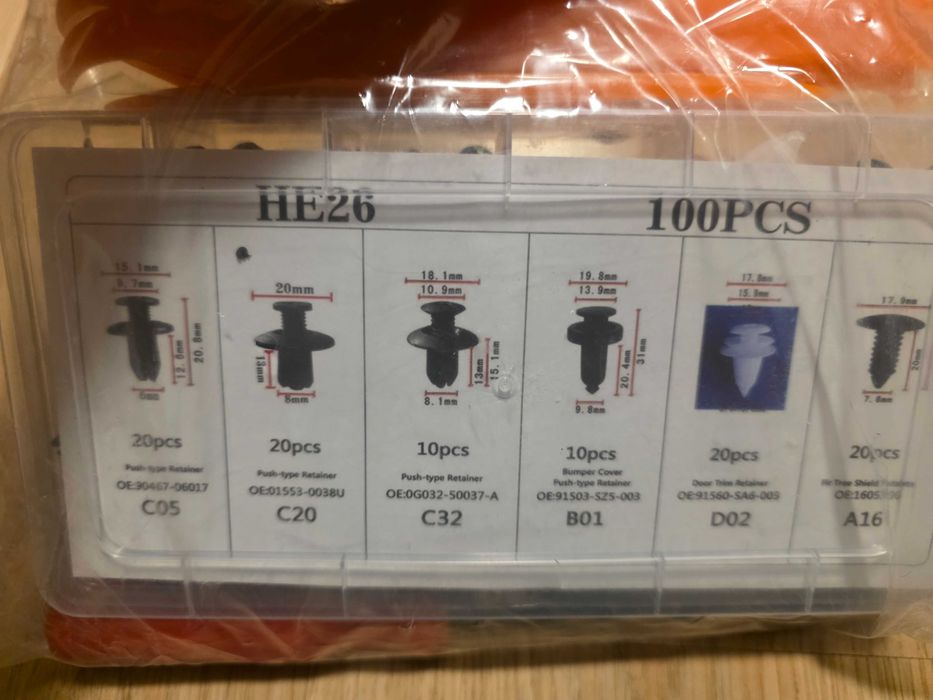 HE26
100PCS
15.1mm
9.7mm
12.6mm
20.8mm
6mm
20pcs
Push-type Retainer
OE:90467-06017
C05
20mm
13mm
8mm
20pcs
Push-type Retainer
OE:01553-0038U
C20
18.1mm
10.9mm
13mm
15.1mm
8.1mm
10pcs
Push-type Retainer
OE:0G032-50037-A
C32
19.8mm
13.9mm
20.4mm
31mm
9.8mm
10pcs
Bumper Cover
Push-type Retainer
OE:91503-SZ5-003
B01
17.8mm
15.8mm
20pcs
Door Trim Retainer
OE:91560-SA6-003
D02
17.9mm
20mm
7.8mm
20pcs
Tree Shield
A16